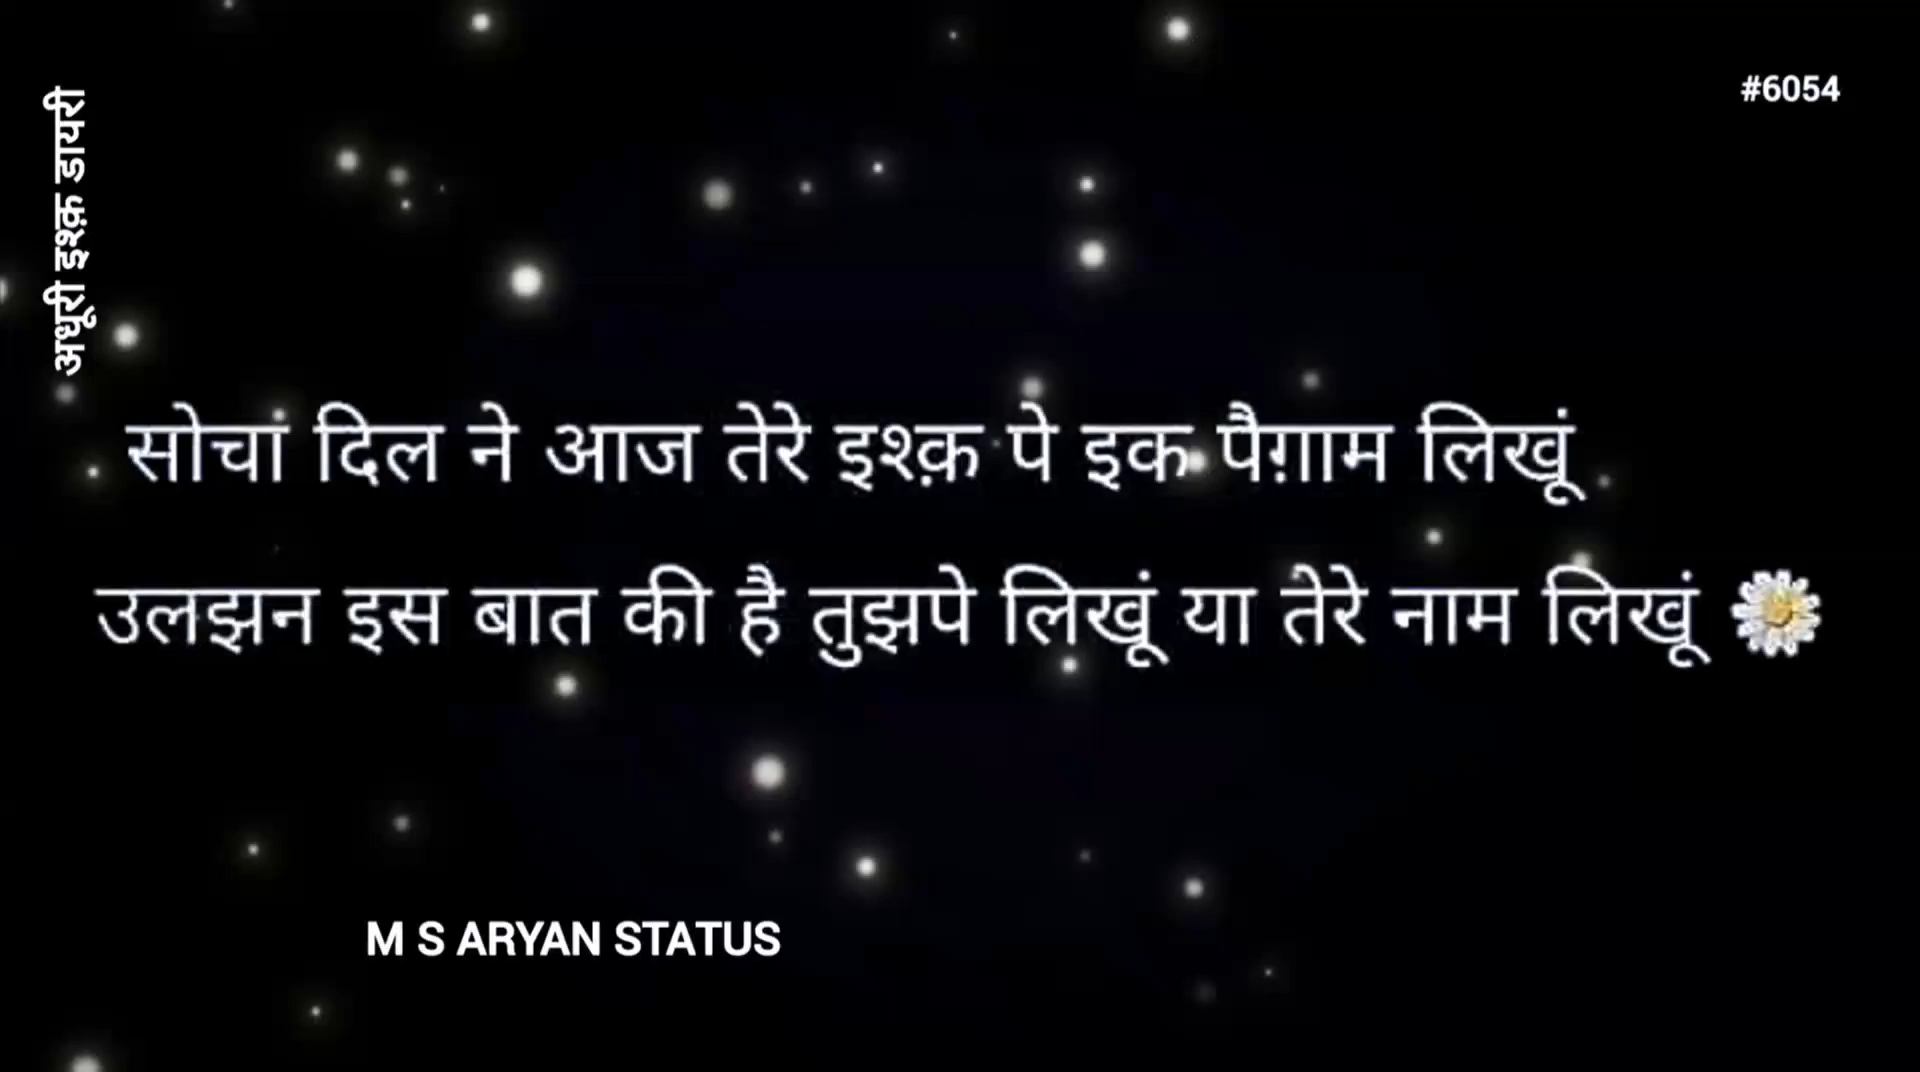 #6054
अधूरी इश्क़ डायरी
सोचां दिल ने आज तेरे इश्क़ पे इक पैग़ाम लिखूं
उलझन इस बात की है तुझपे लिखूं या तेरे नाम लिखूं 🌼
M S ARYAN STATUS